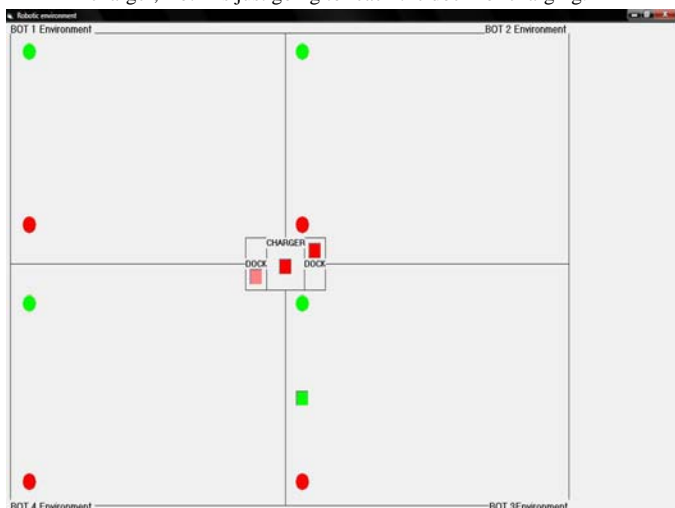 Robotic environment
BOT 1 Environment
BOT 2 Environment
CHARGER
DOCK
DOCK
BOT 4 Environment
BOT 3Environment